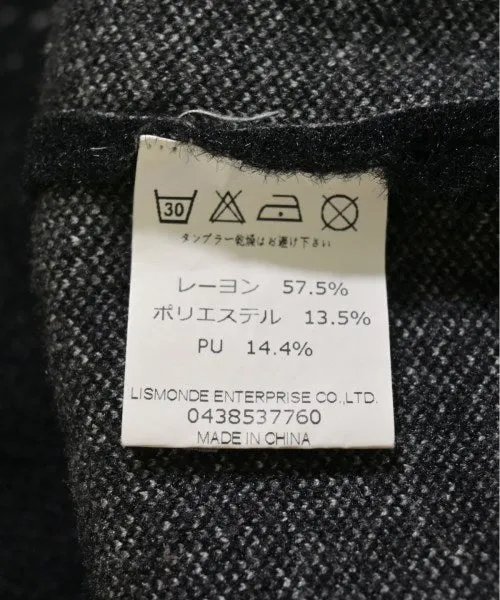 30
タンブラー乾燥はお避け下さい
レーヨン 57.5%
ポリエステル 13.5%
PU 14.4%
LISMONDE ENTERPRISE CO.,LTD.
0438537760
MADE IN CHINA